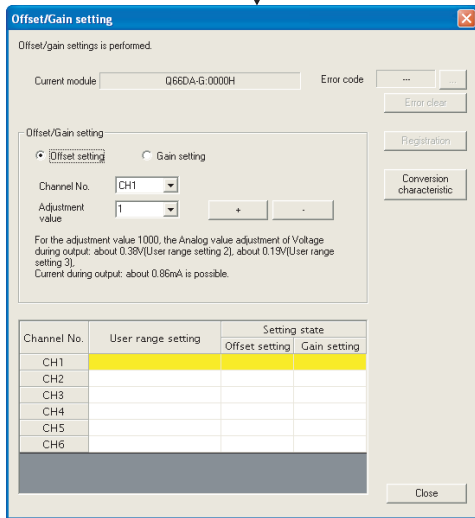 Offset/Gain setting
Offset/gain settings is performed.
Current module Q66DA-G:0000H Error code --- ...
Error clear
Offset/Gain setting
Registration
Offset setting Gain setting
Channel No. CH1
Conversion characteristic
Adjustment value 1 + -
For the adjustment value 1000, the Analog value adjustment of Voltage
during output: about 0.38V(User range setting 2), about 0.19V(User range
setting 3),
Current during output: about 0.86mA is possible.
Channel No. User range setting Setting state
Offset setting Gain setting
CH1
CH2
CH3
CH4
CH5
CH6
Close